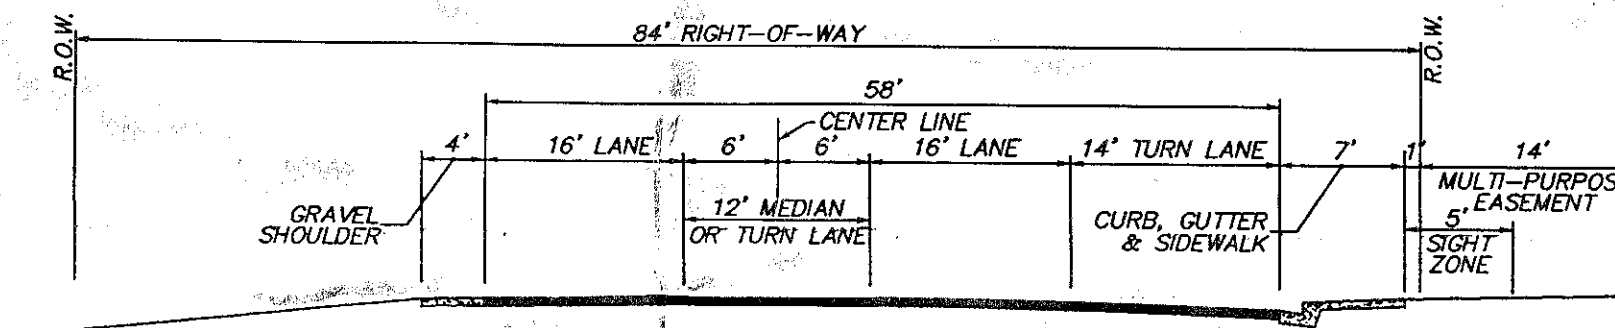 84' RIGHT-OF-WAY
R.O.W.
R.O.W.
58'
CENTER LINE
4'
16' LANE
6'
6'
16' LANE
14' TURN LANE
7'
1'
14'
MULTI-PURPOS
EASEMENT
12' MEDIAN
OR TURN LANE
GRAVEL
SHOULDER
CURB, GUTTER
& SIDEWALK
5'
SIGHT
ZONE